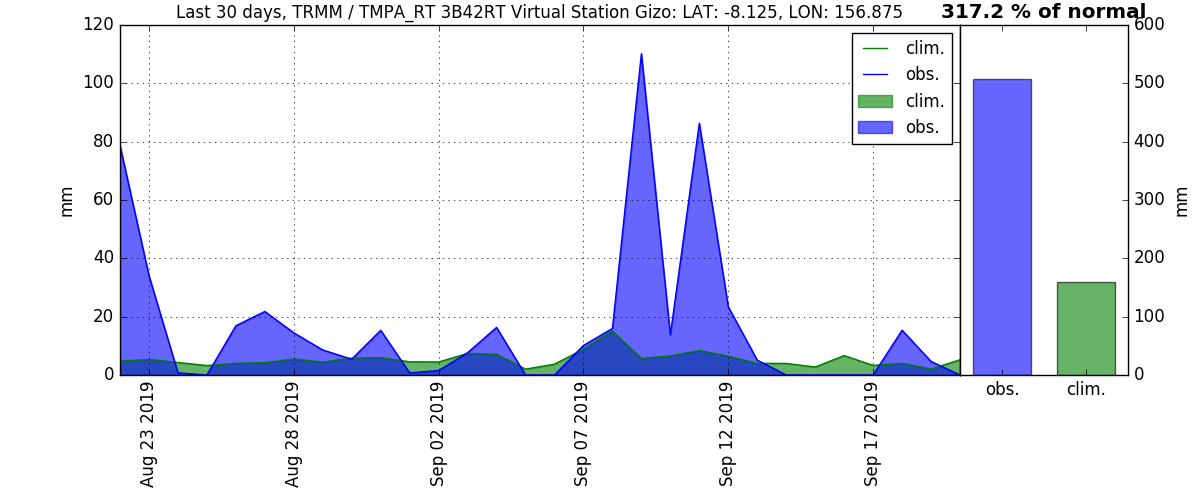 Last 30 days, TRMM / TMPA_RT 3B42RT Virtual Station Gizo: LAT: -8.125, LON: 156.875
317.2 % of normal
120
100
80
60
40
20
0
mm
clim.
obs.
clim.
obs.
600
500
400
300
200
100
0
mm
Aug 23 2019
Aug 28 2019
Sep 02 2019
Sep 07 2019
Sep 12 2019
Sep 17 2019
obs.
clim.